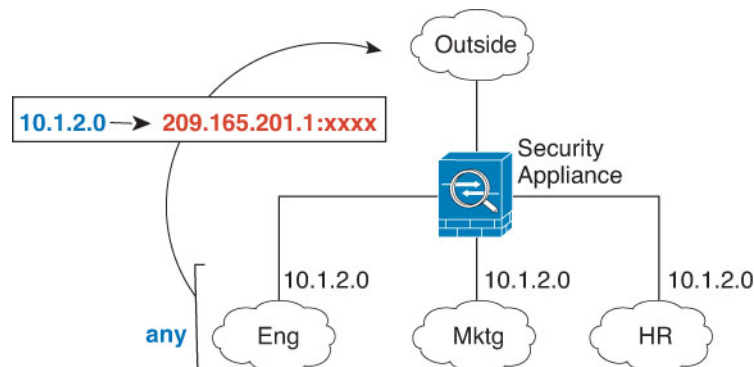 Outside
10.1.2.0 → 209.165.201.1:xxxx
Security
Appliance
10.1.2.0
10.1.2.0
10.1.2.0
any
Eng
Mktg
HR